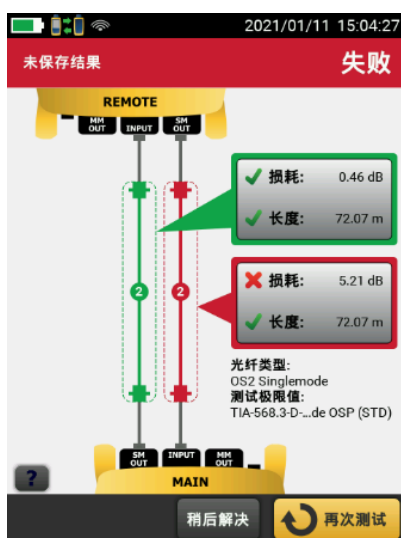 2021/01/11 15:04:27
未保存结果
失败
REMOTE
MM OUT
INPUT
SM OUT
损耗: 0.46 dB
长度: 72.07 m
2
2
损耗: 5.21 dB
长度: 72.07 m
光纤类型:
OS2 Singlemode
测试极限值:
TIA-568.3-D-...de OSP (STD)
SM OUT
INPUT
MM OUT
MAIN
?
稍后解决
再次测试